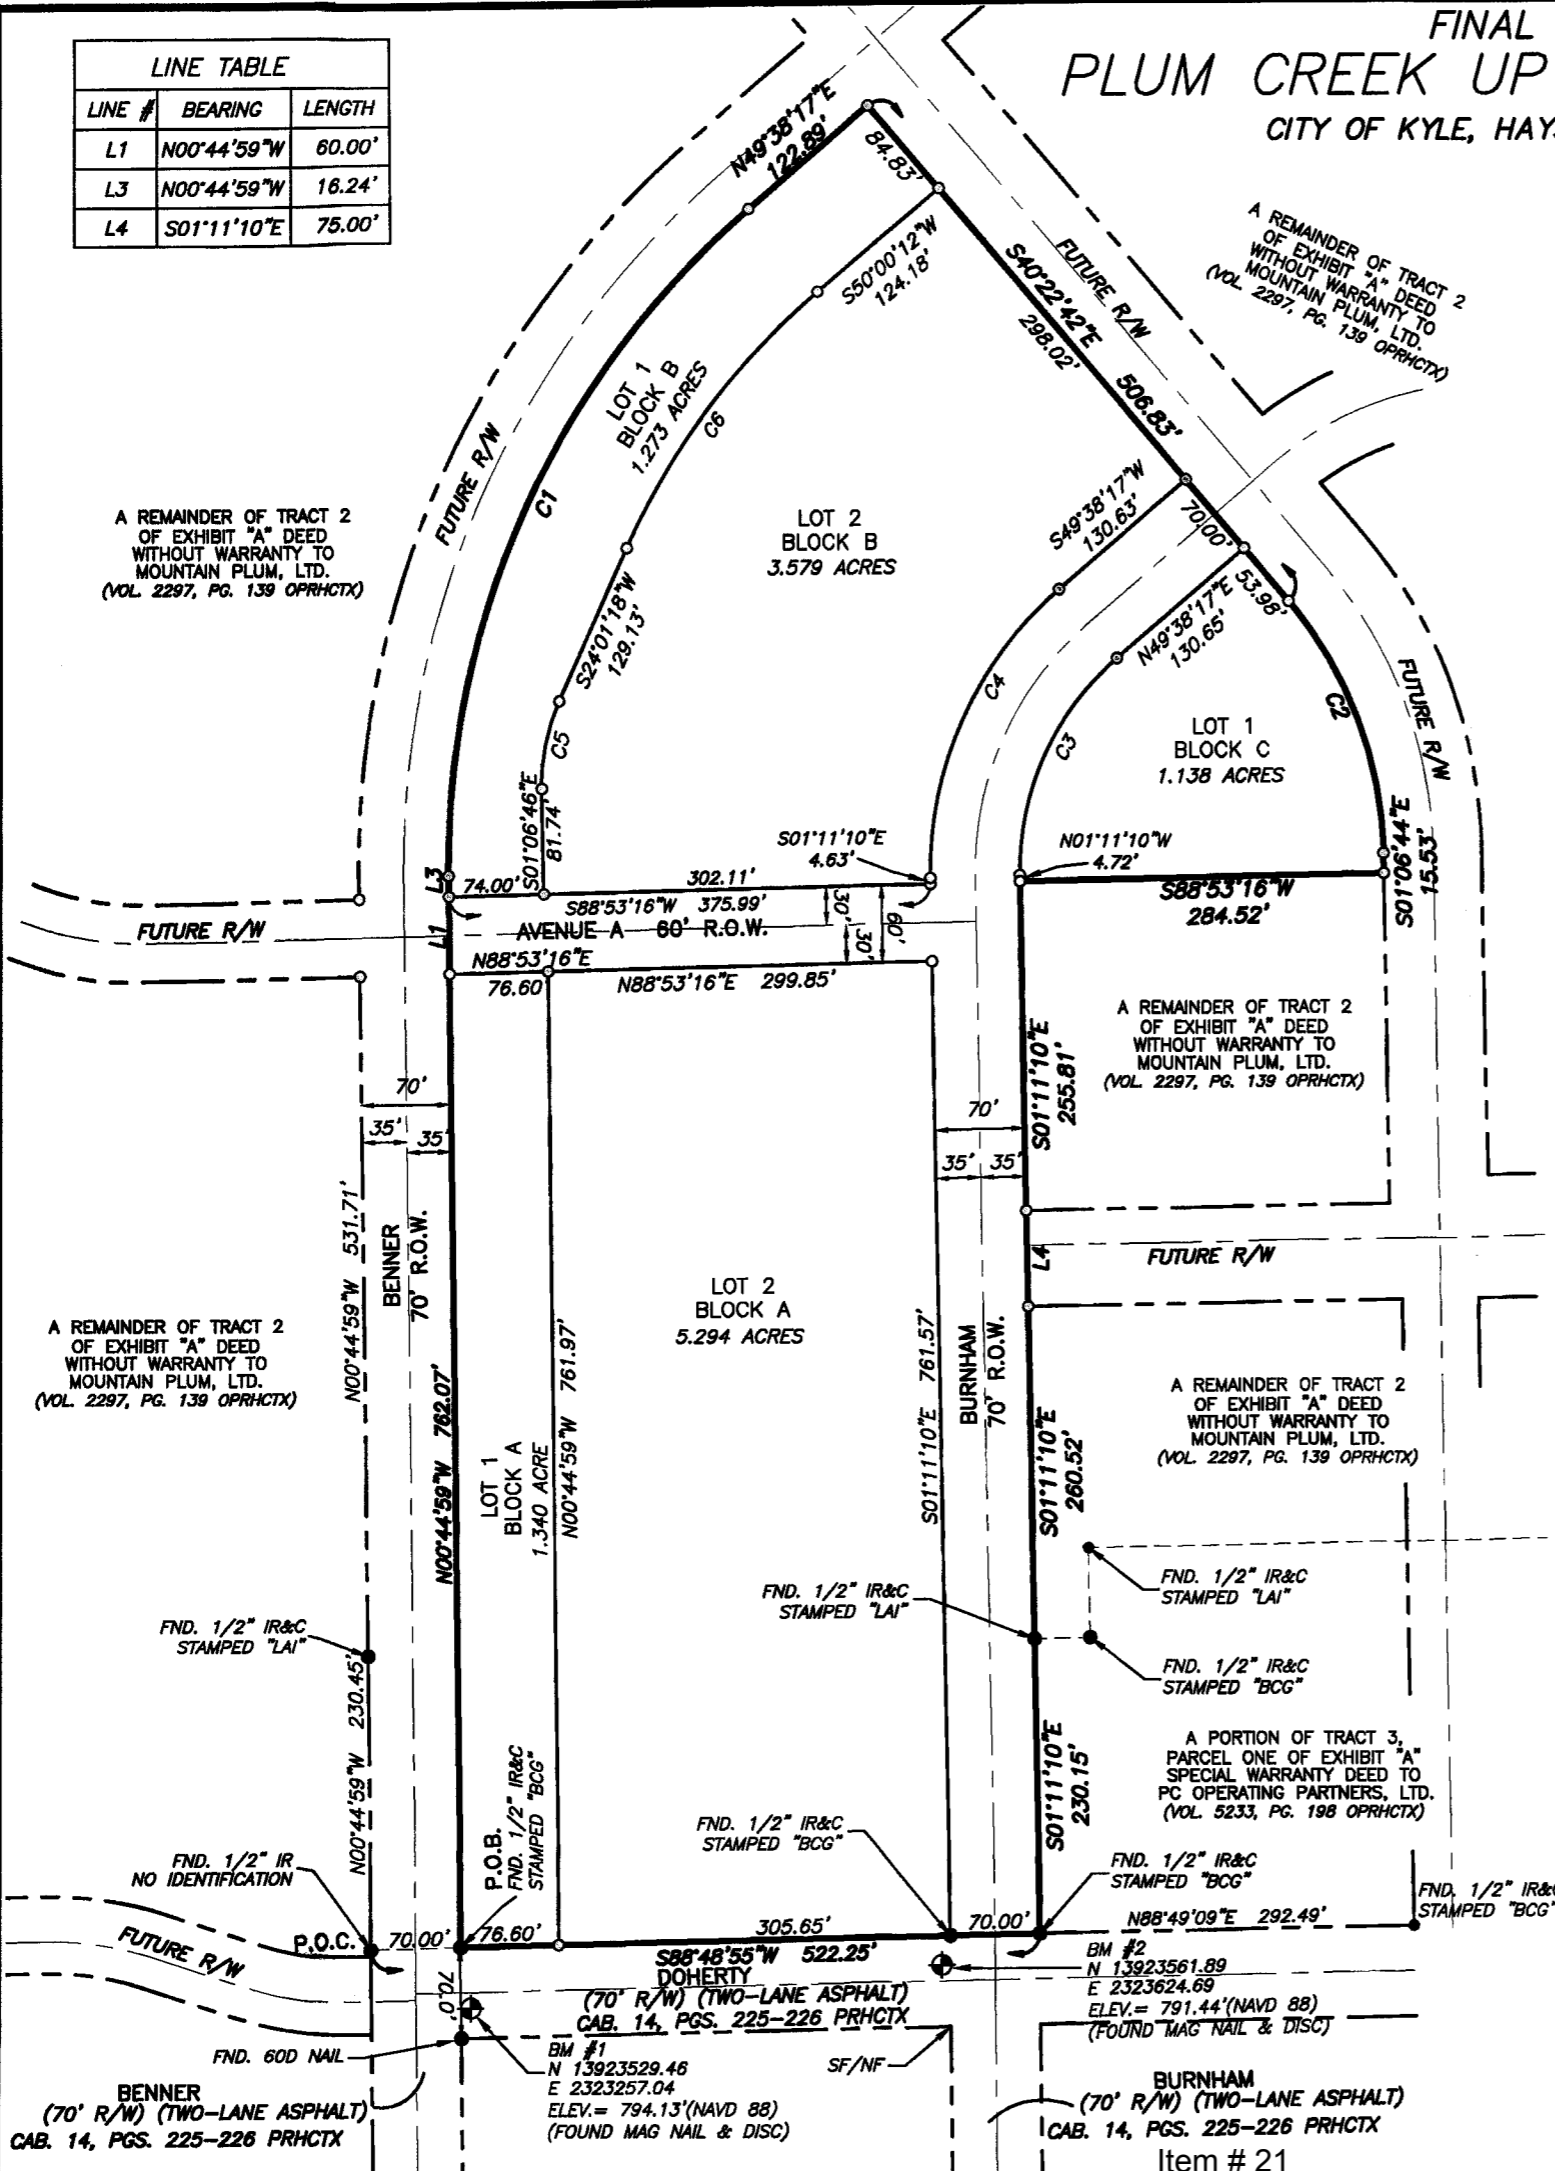 FINAL
PLUM CREEK UP
CITY OF KYLE,
LINE TABLE
LINE # BEARING LENGTH
L1 N00°44'59"W 60.00'
L3 N00°44'59"W 16.24'
L4 S01°11'10"E 75.00'
N49°38'17"E
122.89'
84.83'
S50°00'12"W
124.18'
S40°22'42"E
298.02'
506.83'
FUTURE R/W
A REMAINDER OF TRACT 2
OF EXHIBIT "A" DEED
WITHOUT WARRANTY TO
MOUNTAIN PLUM, LTD.
(VOL. 2297, PG. 139 OPRHCTX)
LOT 1
BLOCK B
1.273 ACRES
C6
C1
FUTURE R/W
A REMAINDER OF TRACT 2
OF EXHIBIT "A" DEED
WITHOUT WARRANTY TO
MOUNTAIN PLUM, LTD.
(VOL. 2297, PG. 139 OPRHCTX)
LOT 2
BLOCK B
3.579 ACRES
S49°38'17"W
130.63'
70.00'
53.98'
N49°38'17"E
130.65'
S24°01'18"W
129.13'
C4
C5
C3
C2
FUTURE R/W
LOT 1
BLOCK C
1.138 ACRES
S01°06'46"E
81.74'
S01°11'10"E
4.63'
N01°11'10"W
4.72'
S01°06'44"E
15.53'
L3
74.00'
302.11'
S88°53'16"W 375.99'
S88°53'16"W
284.52'
FUTURE R/W
L1
AVENUE A 60' R.O.W.
30'
30'
60'
N88°53'16"E
76.60'
N88°53'16"E 299.85'
A REMAINDER OF TRACT 2
OF EXHIBIT "A" DEED
WITHOUT WARRANTY TO
MOUNTAIN PLUM, LTD.
(VOL. 2297, PG. 139 OPRHCTX)
S01°11'10"E
255.81'
70'
35' 35'
70'
35' 35'
N00°44'59"W 531.71'
BENNER
70' R.O.W.
L4
FUTURE R/W
LOT 2
BLOCK A
5.294 ACRES
A REMAINDER OF TRACT 2
OF EXHIBIT "A" DEED
WITHOUT WARRANTY TO
MOUNTAIN PLUM, LTD.
(VOL. 2297, PG. 139 OPRHCTX)
N00°44'59"W 762.07'
LOT 1
BLOCK A
1.340 ACRE
N00°44'59"W 761.97'
S01°11'10"E 761.57'
BURNHAM
70' R.O.W.
S01°11'10"E
260.52'
A REMAINDER OF TRACT 2
OF EXHIBIT "A" DEED
WITHOUT WARRANTY TO
MOUNTAIN PLUM, LTD.
(VOL. 2297, PG. 139 OPRHCTX)
FND. 1/2" IR&C
STAMPED "LAI"
FND. 1/2" IR&C
STAMPED "LAI"
FND. 1/2" IR&C
STAMPED "LAI"
FND. 1/2" IR&C
STAMPED "BCG"
N00°44'59"W 230.45'
S01°11'10"E
230.15'
A PORTION OF TRACT 3,
PARCEL ONE OF EXHIBIT "A"
SPECIAL WARRANTY DEED TO
PC OPERATING PARTNERS, LTD.
(VOL. 5233, PG. 198 OPRHCTX)
P.O.B.
FND. 1/2" IR&C
STAMPED "BCG"
FND. 1/2" IR&C
STAMPED "BCG"
FND. 1/2" IR
NO IDENTIFICATION
FND. 1/2" IR&C
STAMPED "BCG"
FND. 1/2" IR&C
STAMPED "BCG"
FUTURE R/W
P.O.C.
70.00'
76.60'
305.65'
70.00'
N88°49'09"E 292.49'
S88°48'55"W 522.25'
70.0'
DOHERTY
(70' R/W) (TWO-LANE ASPHALT)
CAB. 14, PGS. 225-226 PRHCTX
BM #2
N 13923561.89
E 2323624.69
ELEV.= 791.44'(NAVD 88)
(FOUND MAG NAIL & DISC)
FND. 60D NAIL
BM #1
N 13923529.46
E 2323257.04
ELEV.= 794.13'(NAVD 88)
(FOUND MAG NAIL & DISC)
SF/NF
BENNER
(70' R/W) (TWO-LANE ASPHALT)
CAB. 14, PGS. 225-226 PRHCTX
BURNHAM
(70' R/W) (TWO-LANE ASPHALT)
CAB. 14, PGS. 225-226 PRHCTX
Item # 21